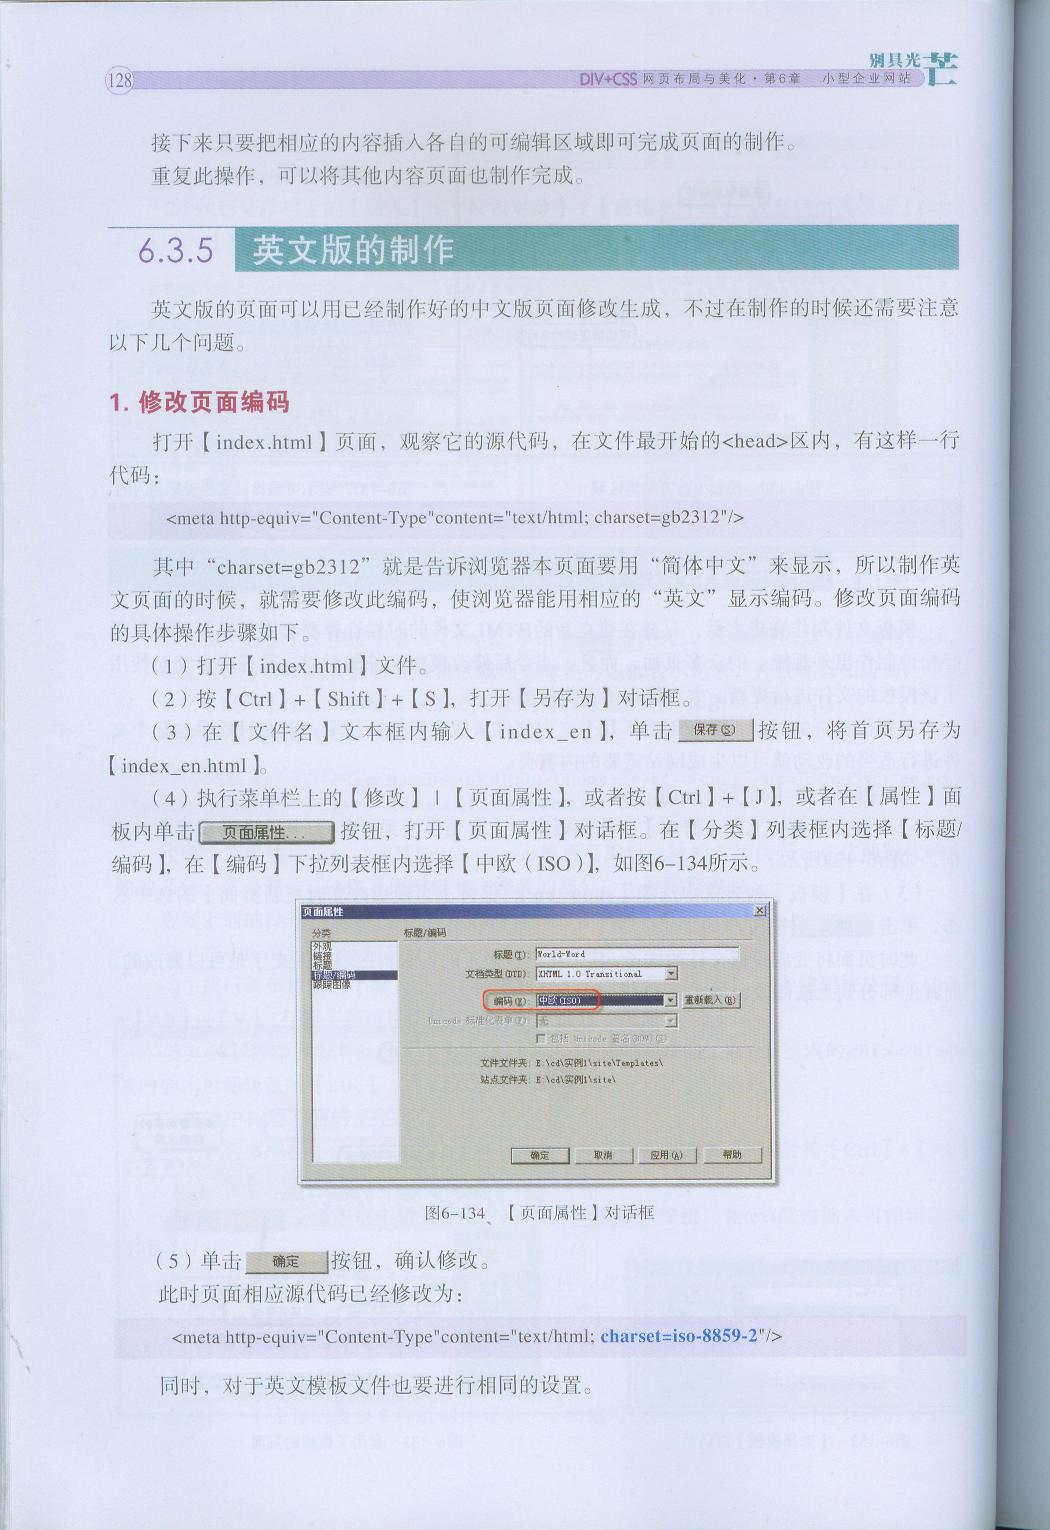 128
别具光芒
DIV+CSS 网页布局与美化·第6章 小型企业网站
接下来只要把相应的内容插入各自的可编辑区域即可完成页面的制作。
重复此操作，可以将其他内容页面也制作完成。
6.3.5 英文版的制作
英文版的页面可以用已经制作好的中文版页面修改生成，不过在制作的时候还需要注意
以下几个问题。
1. 修改页面编码
打开【index.html】页面，观察它的源代码，在文件最开始的<head>区内，有这样一行
代码：
<meta http-equiv="Content-Type"content="text/html; charset=gb2312"/>
其中“charset=gb2312”就是告诉浏览器本页面要用“简体中文”来显示，所以制作英
文页面的时候，就需要修改此编码，使浏览器能用相应的“英文”显示编码。修改页面编码
的具体操作步骤如下。
（1）打开【index.html】文件。
（2）按【Ctrl】+【Shift】+【S】，打开【另存为】对话框。
（3）在【文件名】文本框内输入【index_en】，单击 保存(S) 按钮，将首页另存为
【index_en.html】。
（4）执行菜单栏上的【修改】|【页面属性】，或者按【Ctrl】+【J】，或者在【属性】面
板内单击 页面属性... 按钮，打开【页面属性】对话框。在【分类】列表框内选择【标题/
编码】，在【编码】下拉列表框内选择【中欧（ISO）】，如图6-134所示。
页面属性
分类 标题/编码
外观
链接
标题
标题/编码
跟踪图像
标题(T): World-Word
文档类型(DTD): XHTML 1.0 Transitional
编码(E): 中欧(ISO) 重新载入(R)
Unicode 标准化表单(F): 无
包括 Unicode 签名(BOM)(S)
文件文件夹: E:\cd\实例1\site\Templates\
站点文件夹: E:\cd\实例1\site\
确定 取消 应用(A) 帮助
图6-134 【页面属性】对话框
（5）单击 确定 按钮，确认修改。
此时页面相应源代码已经修改为：
<meta http-equiv="Content-Type"content="text/html; charset=iso-8859-2"/>
同时，对于英文模板文件也要进行相同的设置。